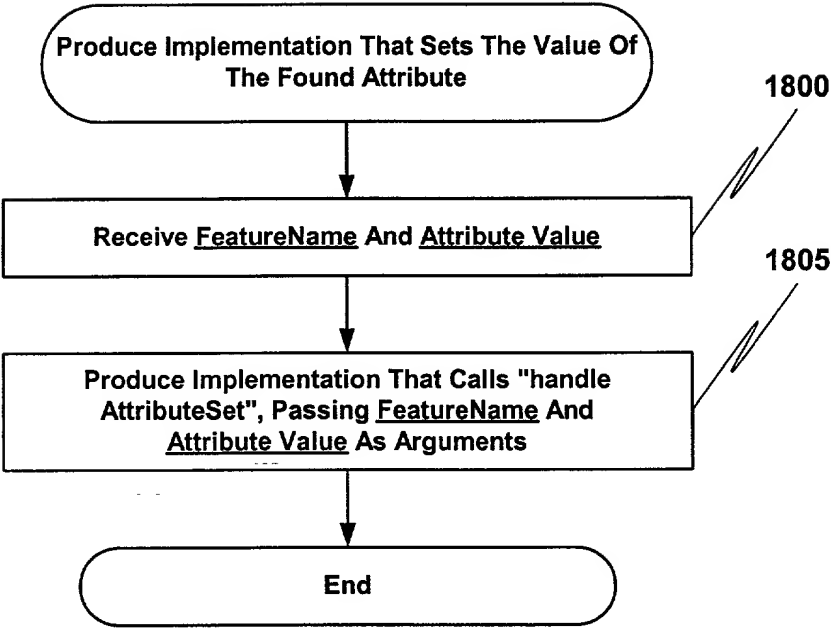 Produce Implementation That Sets The Value Of
The Found Attribute
1800
Receive FeatureName And Attribute Value
1805
Produce Implementation That Calls "handle
AttributeSet", Passing FeatureName And
Attribute Value As Arguments
End